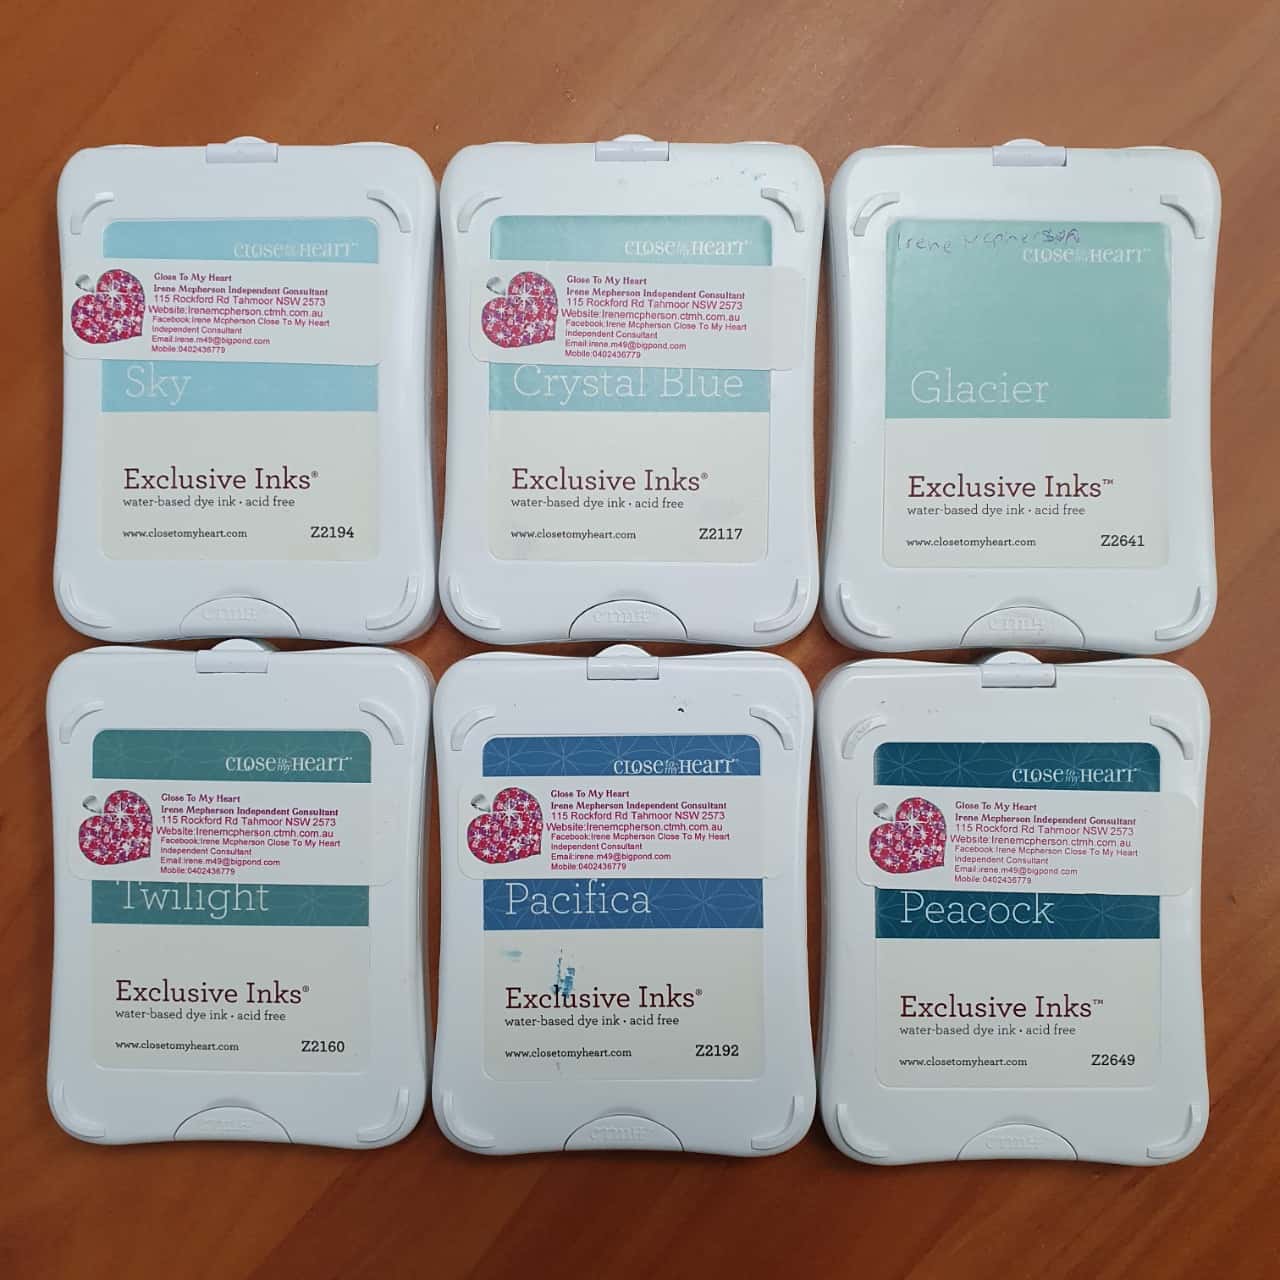 CLOSE to my HEART™
Close To My Heart
Irene Mcpherson Independent Consultant
115 Rockford Rd Tahmoor NSW 2573
Website:Irenemcpherson.ctmh.com.au
Facebook:Irene Mcpherson Close To My Heart
Independent Consultant
Email:irene.m49@bigpond.com
Mobile:0402436779
Sky
Exclusive Inks®
water-based dye ink • acid free
www.closetomyheart.com Z2194
CTMH
CLOSE to my HEART™
Close To My Heart
Irene Mcpherson Independent Consultant
115 Rockford Rd Tahmoor NSW 2573
Website:Irenemcpherson.ctmh.com.au
Facebook:Irene Mcpherson Close To My Heart
Independent Consultant
Email:irene.m49@bigpond.com
Mobile:0402436779
Crystal Blue
Exclusive Inks®
water-based dye ink • acid free
www.closetomyheart.com Z2117
CTMH
Irene Mcpherson
CLOSE to my HEART™
Glacier
Exclusive Inks™
water-based dye ink • acid free
www.closetomyheart.com Z2641
CTMH
CLOSE to my HEART™
Close To My Heart
Irene Mcpherson Independent Consultant
115 Rockford Rd Tahmoor NSW 2573
Website:Irenemcpherson.ctmh.com.au
Facebook:Irene Mcpherson Close To My Heart
Independent Consultant
Email:irene.m49@bigpond.com
Mobile:0402436779
Twilight
Exclusive Inks®
water-based dye ink • acid free
www.closetomyheart.com Z2160
CTMH
CLOSE to my HEART™
Close To My Heart
Irene Mcpherson Independent Consultant
115 Rockford Rd Tahmoor NSW 2573
Website:Irenemcpherson.ctmh.com.au
Facebook:Irene Mcpherson Close To My Heart
Independent Consultant
Email:irene.m49@bigpond.com
Mobile:0402436779
Pacifica
Exclusive Inks®
water-based dye ink • acid free
www.closetomyheart.com Z2192
CTMH
CLOSE to my HEART™
Close To My Heart
Irene Mcpherson Independent Consultant
115 Rockford Rd Tahmoor NSW 2573
Website:Irenemcpherson.ctmh.com.au
Facebook:Irene Mcpherson Close To My Heart
Independent Consultant
Email:irene.m49@bigpond.com
Mobile:0402436779
Peacock
Exclusive Inks™
water-based dye ink • acid free
www.closetomyheart.com Z2649
CTMH